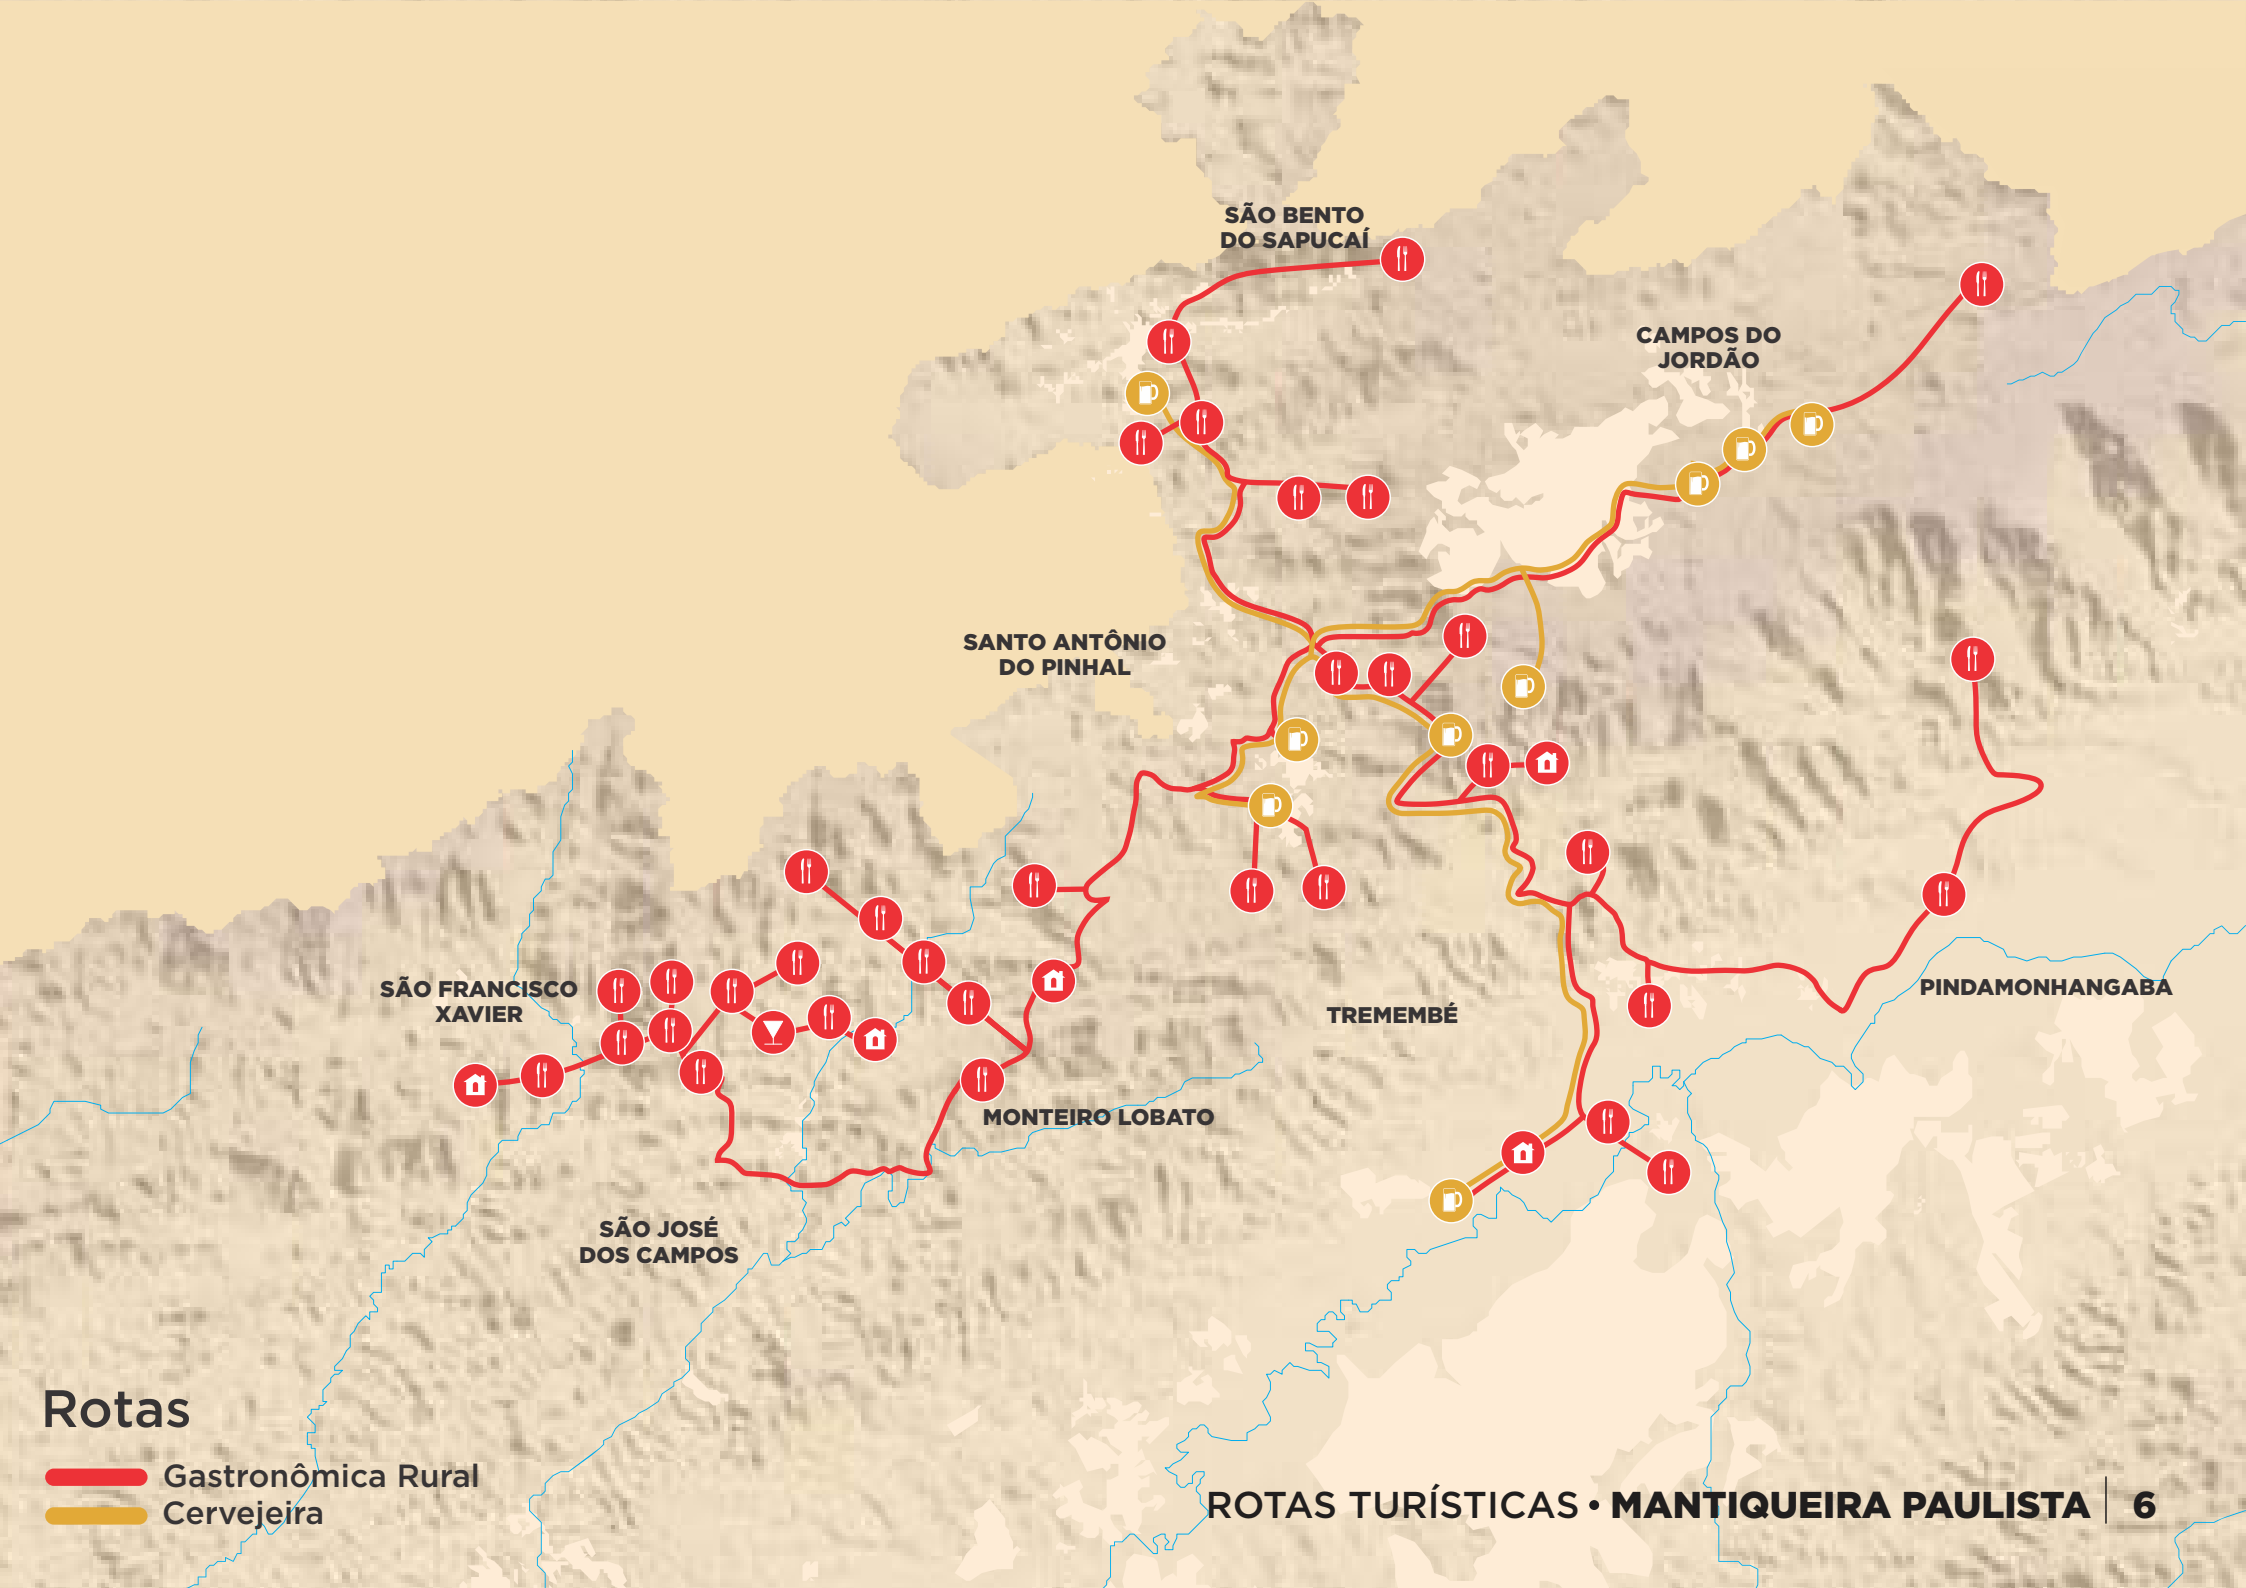 SÃO BENTO
DO SAPUCAÍ
CAMPOS DO
JORDÃO
SANTO ANTÔNIO
DO PINHAL
SÃO FRANCISCO
XAVIER
PINDAMONHANGABA
TREMEMBÉ
MONTEIRO LOBATO
SÃO JOSÉ
DOS CAMPOS
Rotas
Gastronômica Rural
Cervejeira
ROTAS TURÍSTICAS • MANTIQUEIRA PAULISTA | 6